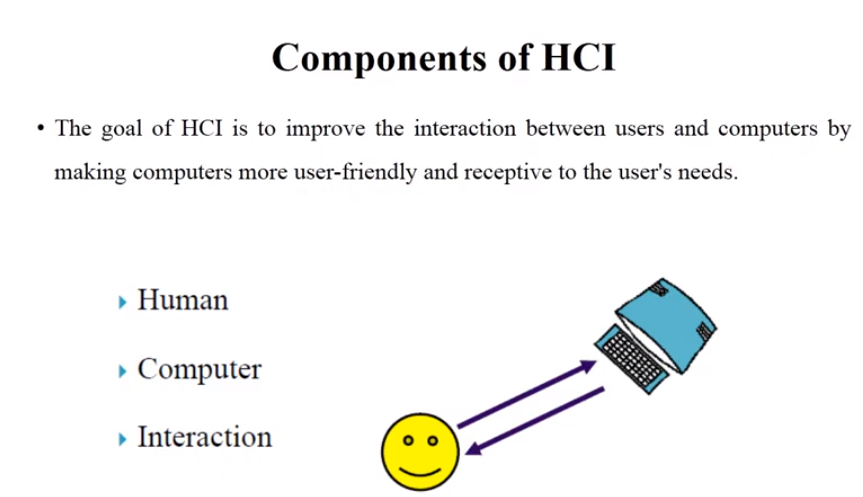 Components of HCI
• The goal of HCI is to improve the interaction between users and computers by
making computers more user-friendly and receptive to the user's needs.
Human
Computer
Interaction